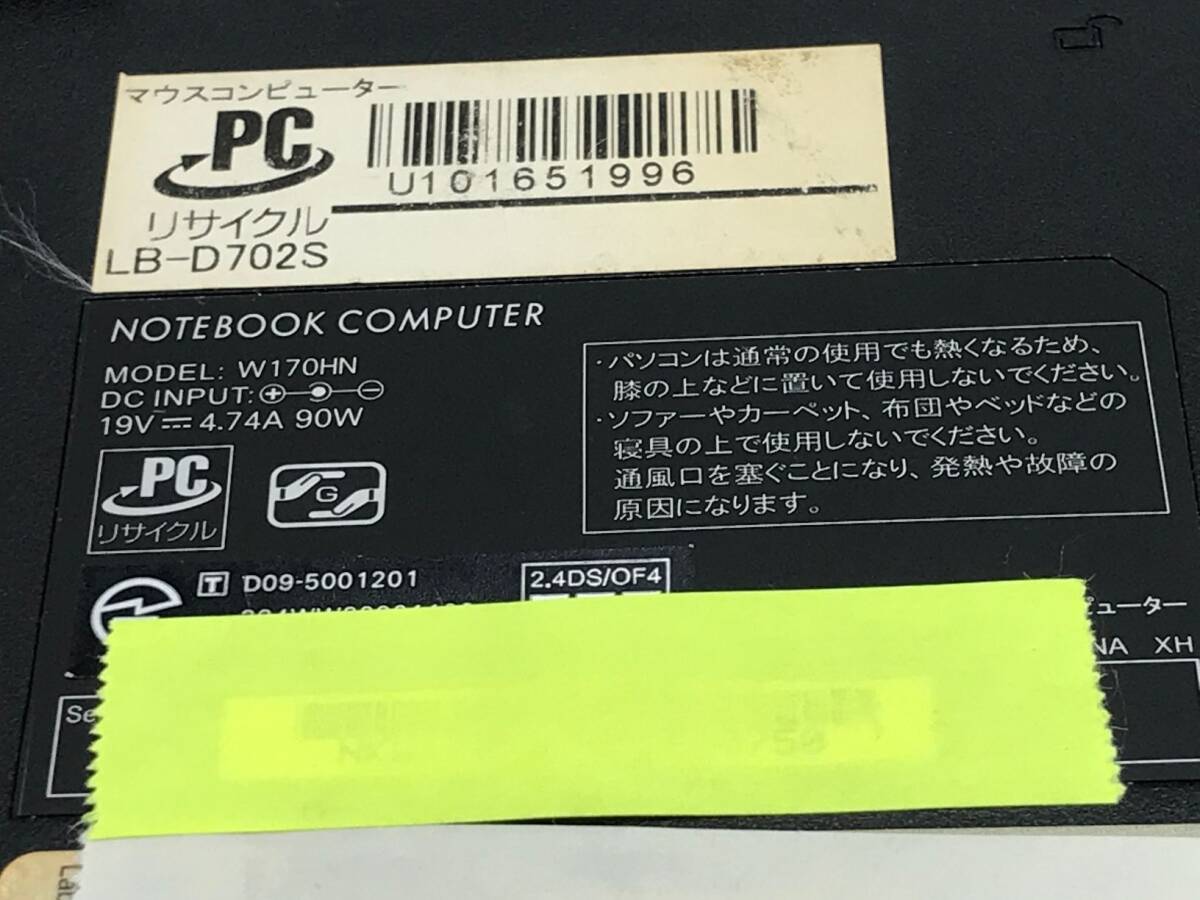 マウスコンピューター
PC
U101651996
リサイクル
LB-D702S
NOTEBOOK COMPUTER
MODEL: W170HN
DC INPUT:
19V 4.74A 90W
PC
リサイクル
G
・パソコンは通常の使用でも熱くなるため、
膝の上などに置いて使用しないでください。
・ソファーやカーペット、布団やベッドなどの
寝具の上で使用しないでください。
通風口を塞ぐことになり、発熱や故障の
原因になります。
T D09-5001201
2.4DS/OF4
ピューター
NA XH
Se